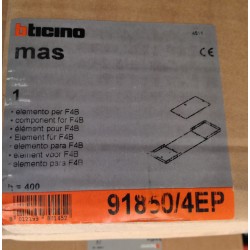 bticino
mas
1
• elemento per F4B
• component for F4B
• élément pour F4B
• Element für F4B
• elemento para F4B
• element voor F4B
• elemento para F4B
400
91850/4EP